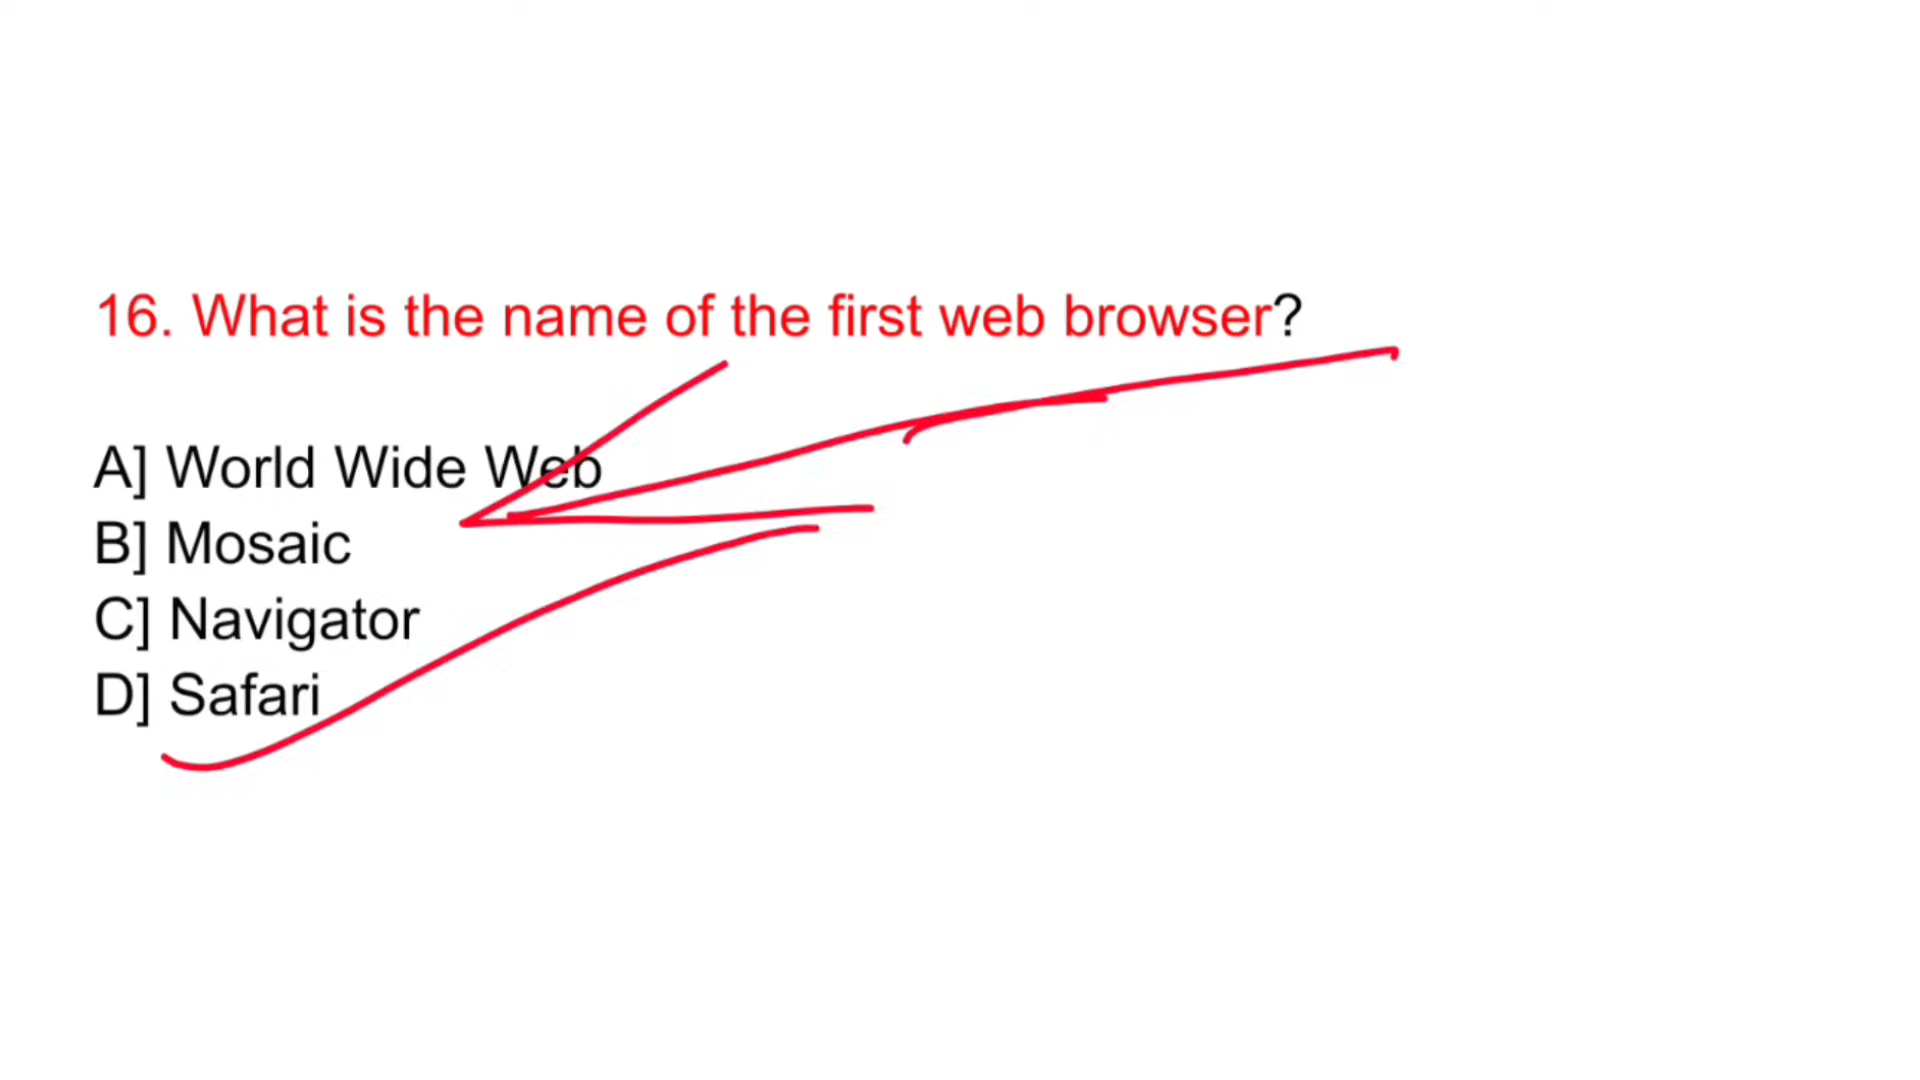 16. What is the name of the first web browser?
A] World Wide Web
B] Mosaic
C] Navigator
D] Safari